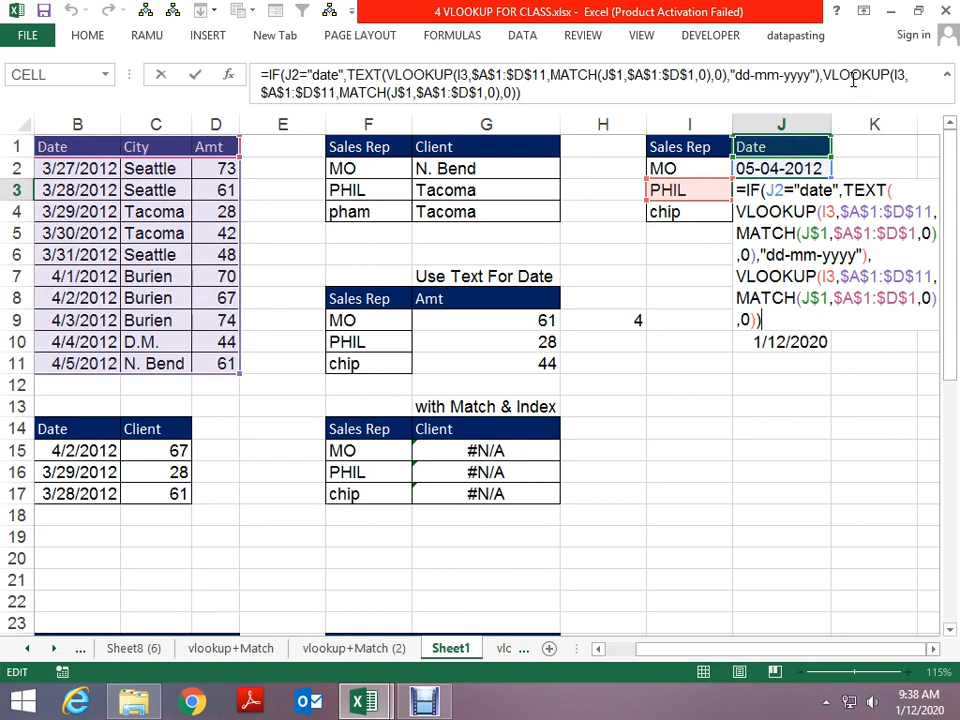 4 VLOOKUP FOR CLASS.xlsx - Excel (Product Activation Failed)
FILE HOME RAMU INSERT New Tab PAGE LAYOUT FORMULAS DATA REVIEW VIEW DEVELOPER datapasting Sign in
CELL fx =IF(J2="date",TEXT(VLOOKUP(I3,$A$1:$D$11,MATCH(J$1,$A$1:$D$1,0),0),"dd-mm-yyyy"),VLOOKUP(I3,
$A$1:$D$11,MATCH(J$1,$A$1:$D$1,0),0))
B C D E F G H I J K
1 Date City Amt Sales Rep Client Sales Rep Date
2 3/27/2012 Seattle 73 MO N. Bend MO 05-04-2012
3 3/28/2012 Seattle 61 PHIL Tacoma PHIL =IF(J2="date",TEXT(
4 3/29/2012 Tacoma 28 pham Tacoma chip VLOOKUP(I3,$A$1:$D$11,
5 3/30/2012 Tacoma 42 MATCH(J$1,$A$1:$D$1,0)
6 3/31/2012 Seattle 48 ,0),"dd-mm-yyyy"),
7 4/1/2012 Burien 70 Use Text For Date VLOOKUP(I3,$A$1:$D$11,
8 4/2/2012 Burien 67 Sales Rep Amt MATCH(J$1,$A$1:$D$1,0)
9 4/3/2012 Burien 74 MO 61 4 ,0))
10 4/4/2012 D.M. 44 PHIL 28 1/12/2020
11 4/5/2012 N. Bend 61 chip 44
12
13 with Match & Index
14 Date Client Sales Rep Client
15 4/2/2012 67 MO #N/A
16 3/29/2012 28 PHIL #N/A
17 3/28/2012 61 chip #N/A
18
19
20
21
22
23
... Sheet8 (6) vlookup+Match vlookup+Match (2) Sheet1 vlc ...
EDIT 115%
9:38 AM
1/12/2020